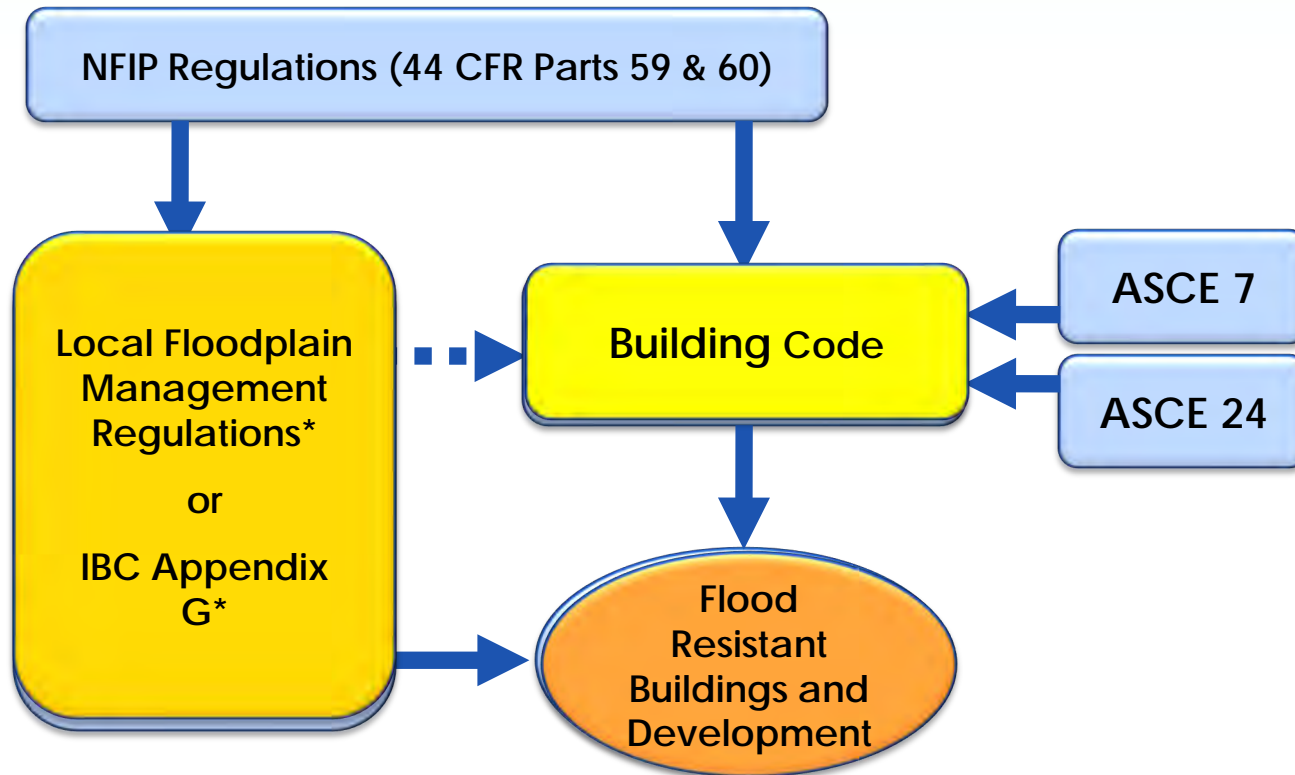 NFIP Regulations (44 CFR Parts 59 & 60)
Local Floodplain
Management
Regulations*
or
IBC Appendix
G*
Building Code
ASCE 7
ASCE 24
Flood
Resistant
Buildings and
Development